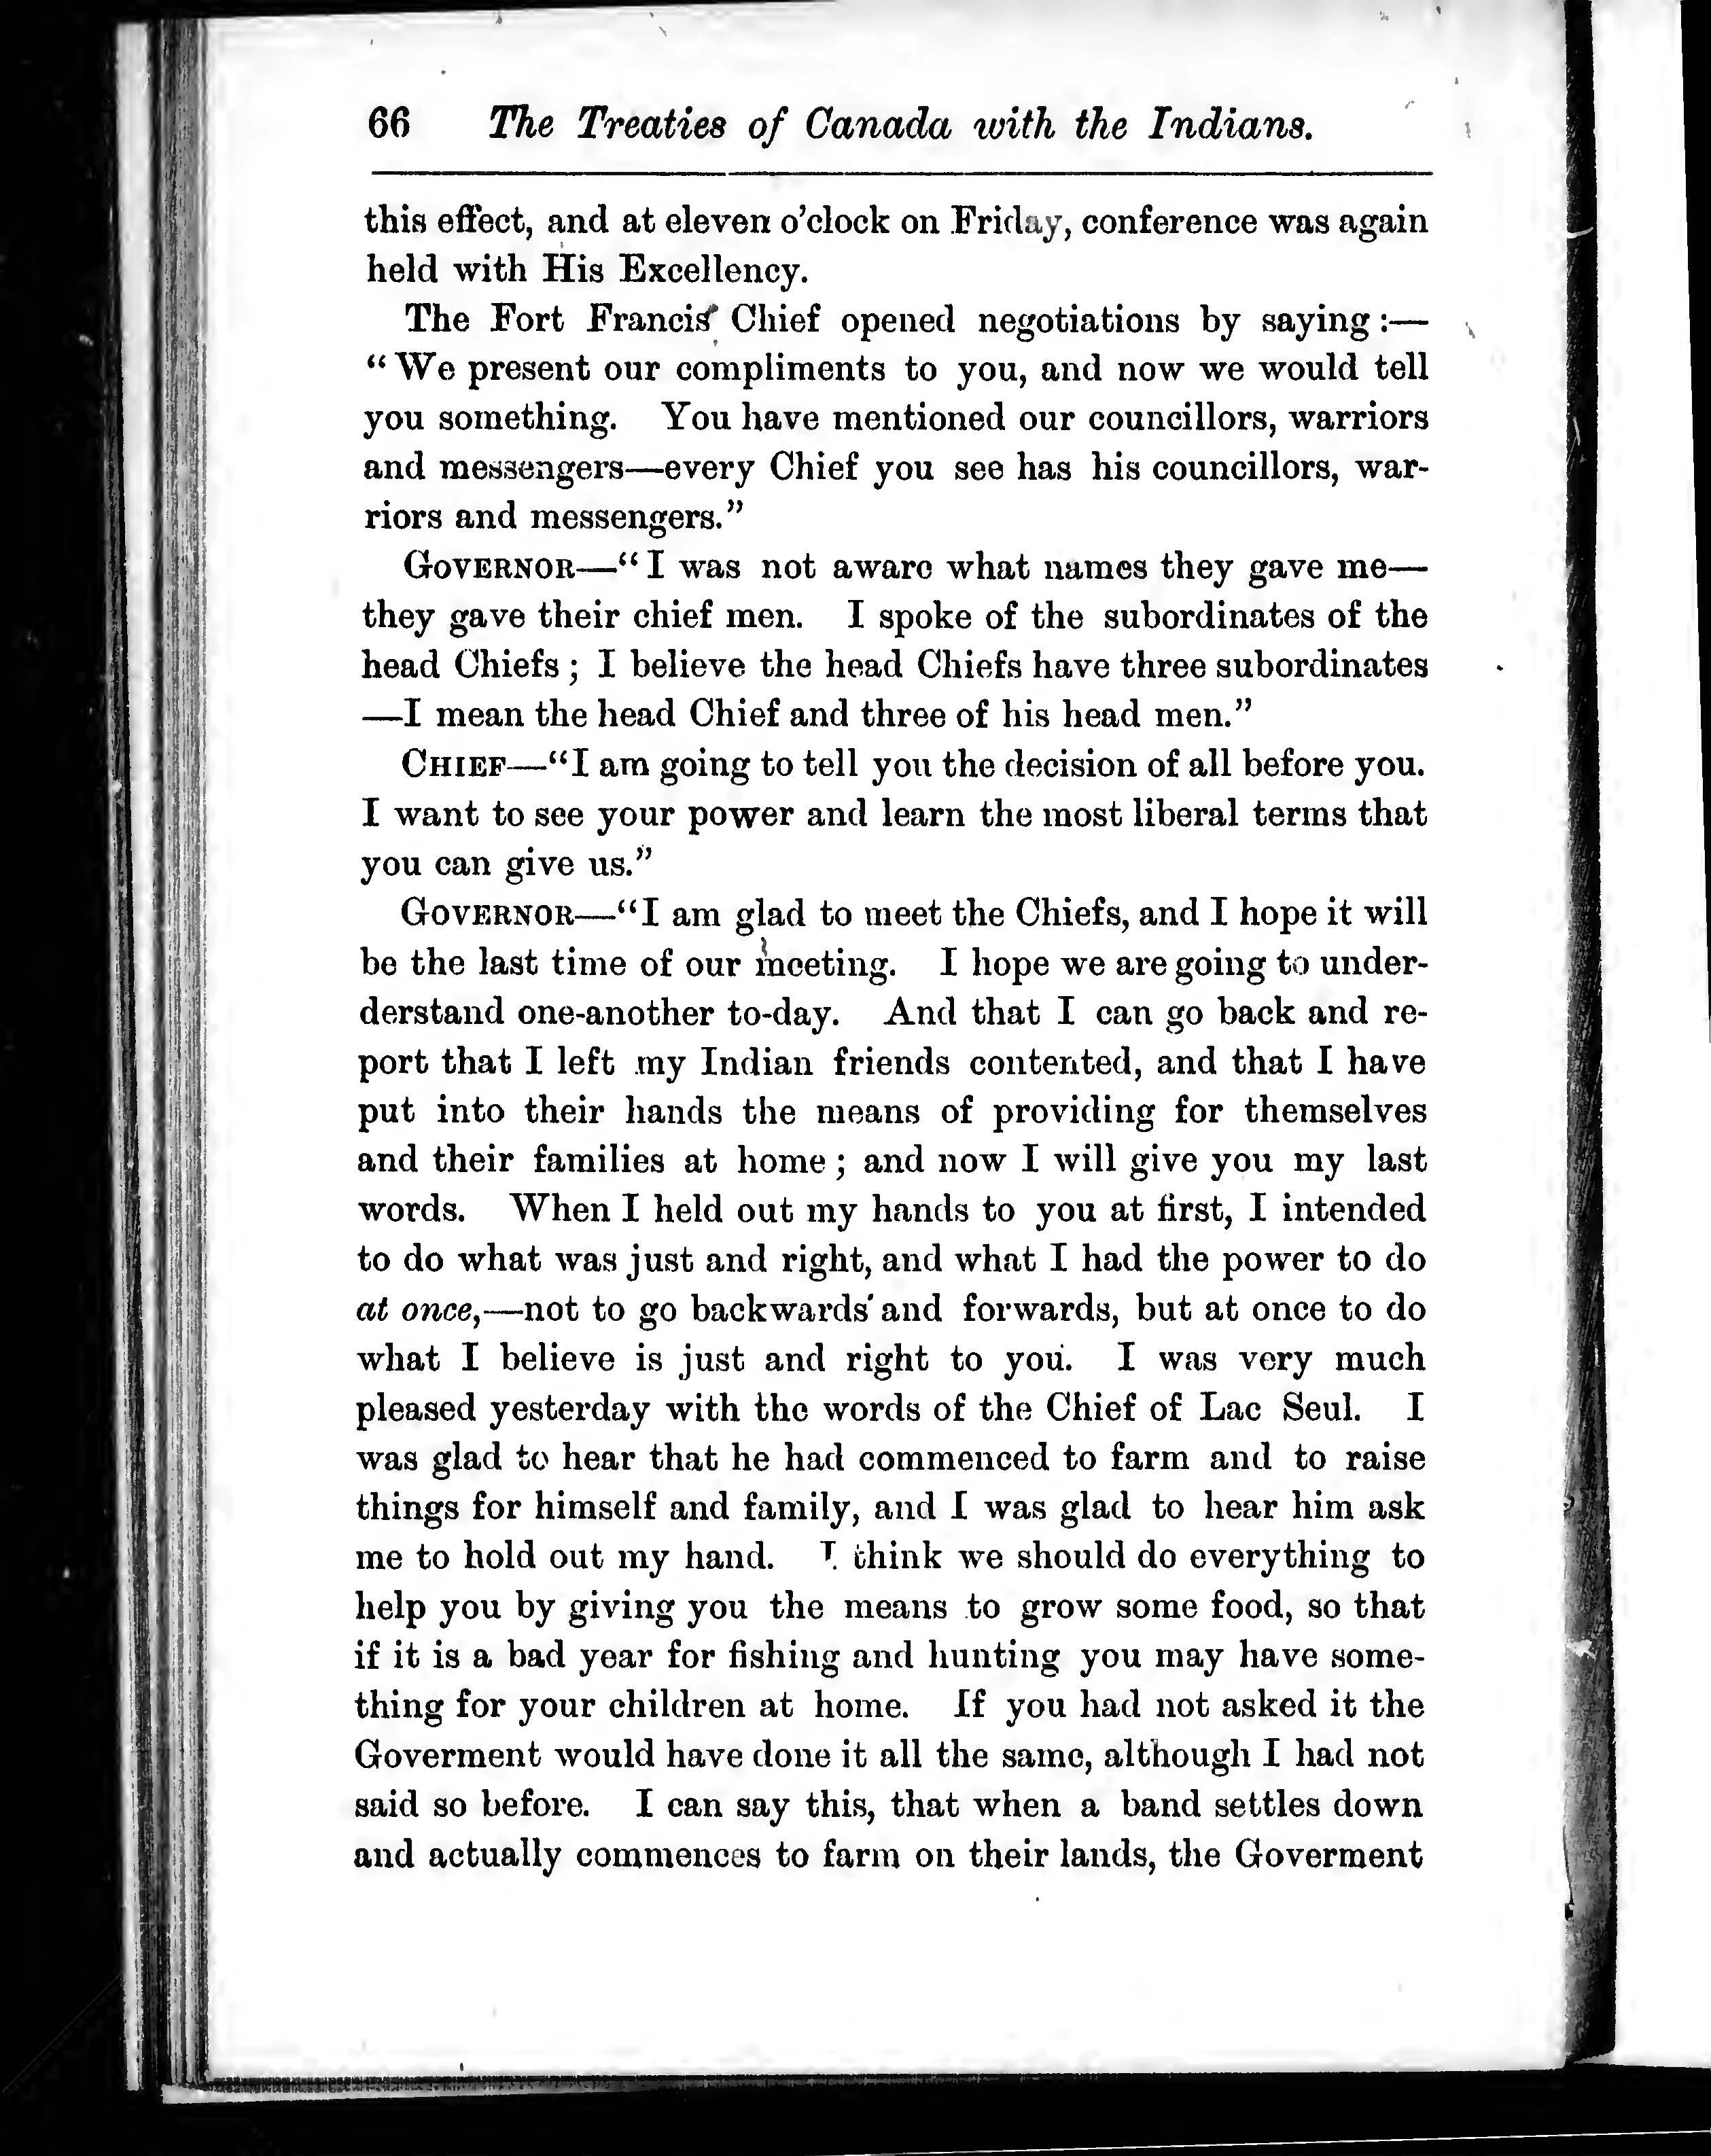 66 The Treaties of Canada with the Indians.
this effect, and at eleven o'clock on Friday, conference was again
held with His Excellency.
The Fort Francis Chief opened negotiations by saying:—
“We present our compliments to you, and now we would tell
you something. You have mentioned our councillors, warriors
and messengers—every Chief you see has his councillors, war-
riors and messengers.”
GOVERNOR—“I was not aware what names they gave me—
they gave their chief men. I spoke of the subordinates of the
head Chiefs; I believe the head Chiefs have three subordinates
—I mean the head Chief and three of his head men.”
CHIEF—“I am going to tell you the decision of all before you.
I want to see your power and learn the most liberal terms that
you can give us.”
GOVERNOR—“I am glad to meet the Chiefs, and I hope it will
be the last time of our meeting. I hope we are going to under-
derstand one-another to-day. And that I can go back and re-
port that I left my Indian friends contented, and that I have
put into their hands the means of providing for themselves
and their families at home; and now I will give you my last
words. When I held out my hands to you at first, I intended
to do what was just and right, and what I had the power to do
at once,—not to go backwards and forwards, but at once to do
what I believe is just and right to you. I was very much
pleased yesterday with the words of the Chief of Lac Seul. I
was glad to hear that he had commenced to farm and to raise
things for himself and family, and I was glad to hear him ask
me to hold out my hand. I think we should do everything to
help you by giving you the means to grow some food, so that
if it is a bad year for fishing and hunting you may have some-
thing for your children at home. If you had not asked it the
Goverment would have done it all the same, although I had not
said so before. I can say this, that when a band settles down
and actually commences to farm on their lands, the Goverment